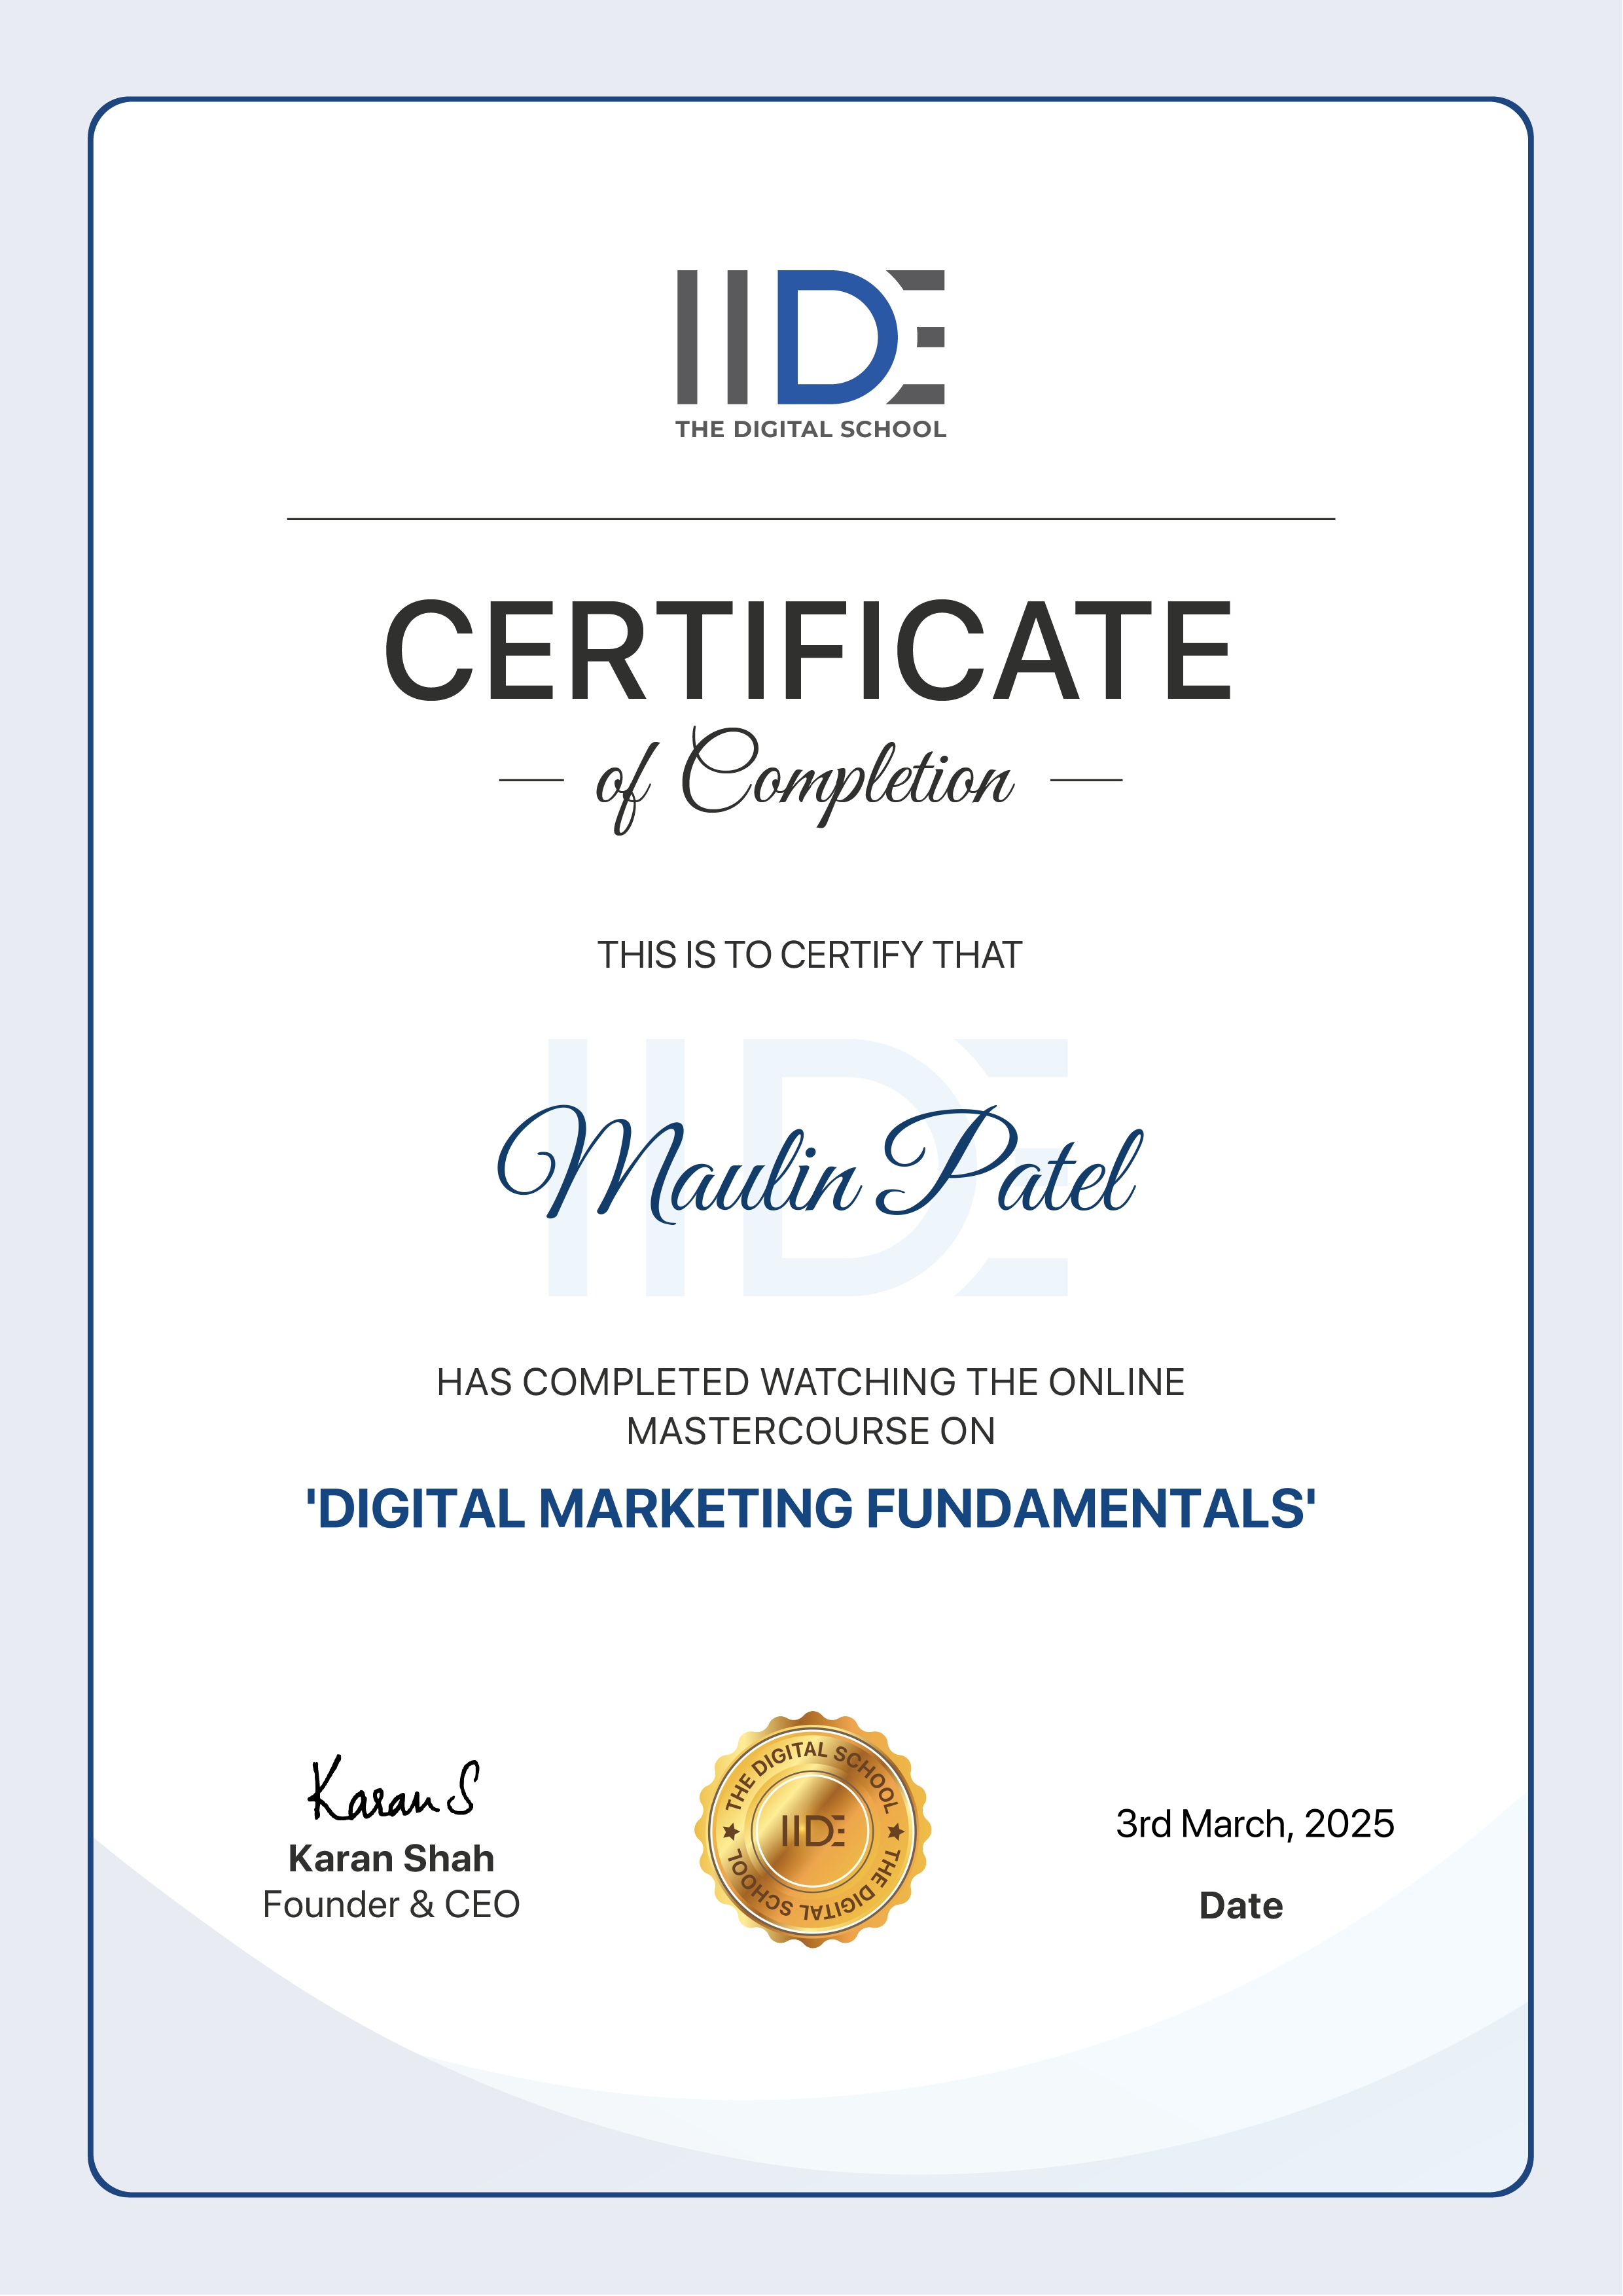 IIDE
THE DIGITAL SCHOOL
CERTIFICATE
of Completion
THIS IS TO CERTIFY THAT
IIDE
Maulin Patel
HAS COMPLETED WATCHING THE ONLINE
MASTERCOURSE ON
'DIGITAL MARKETING FUNDAMENTALS'
Karan S
Karan Shah
Founder & CEO
THE DIGITAL SCHOOL
IIDE
THE DIGITAL SCHOOL
3rd March, 2025
Date